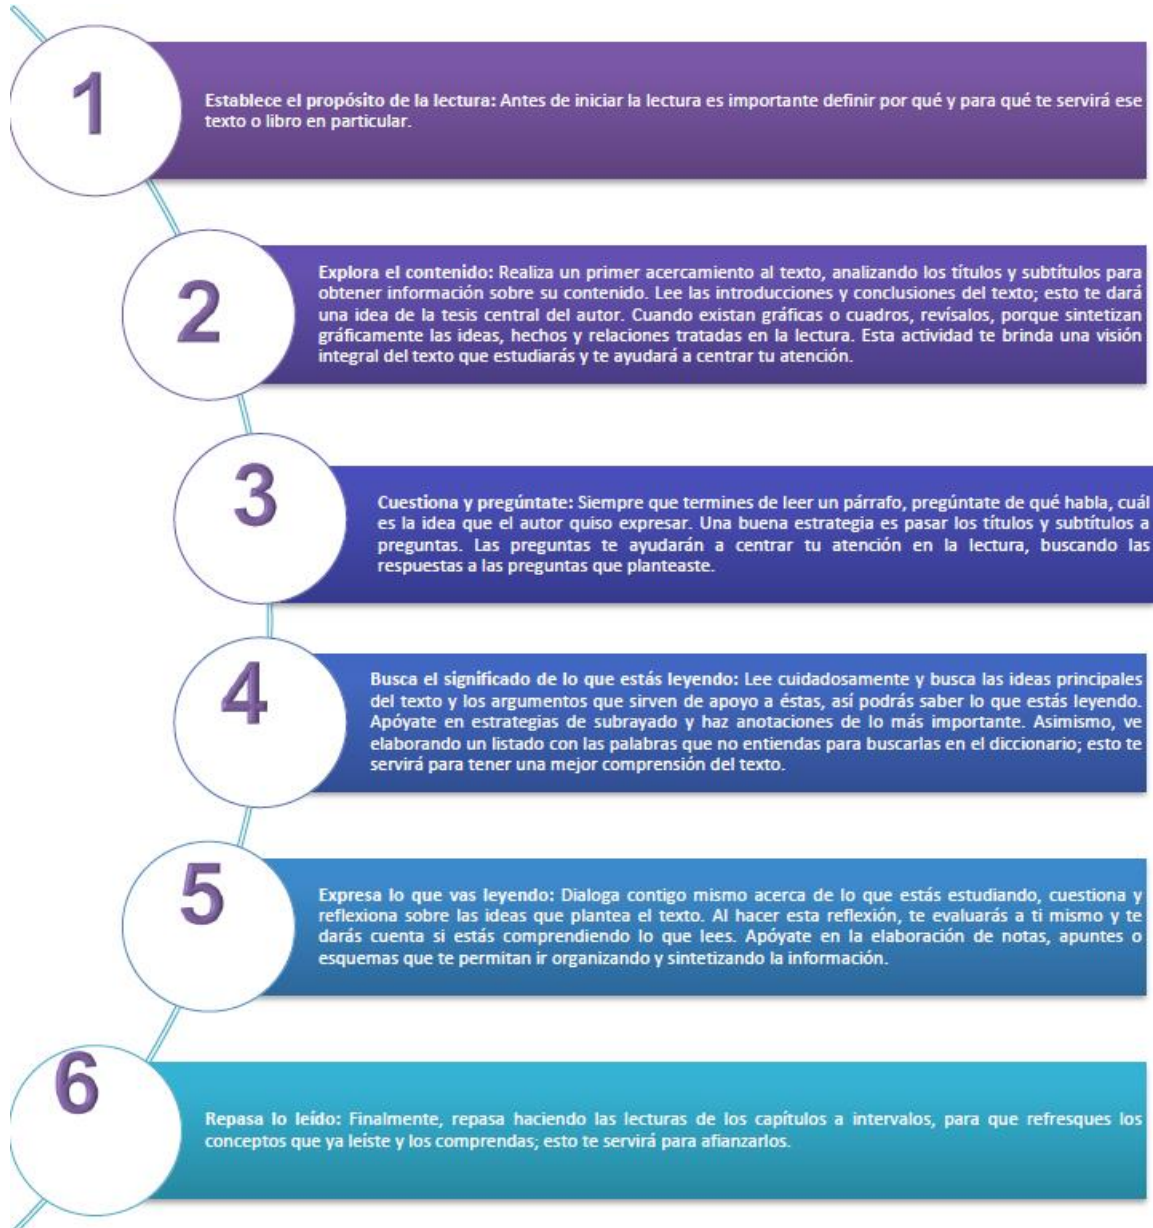 1
Establece el propósito de la lectura: Antes de iniciar la lectura es importante definir por qué y para qué te servirá ese
texto o libro en particular.
2
Explora el contenido: Realiza un primer acercamiento al texto, analizando los títulos y subtítulos para
obtener información sobre su contenido. Lee las introducciones y conclusiones del texto; esto te dará
una idea de la tesis central del autor. Cuando existan gráficas o cuadros, revísalos, porque sintetizan
gráficamente las ideas, hechos y relaciones tratadas en la lectura. Esta actividad te brinda una visión
integral del texto que estudiarás y te ayudará a centrar tu atención.
3
Cuestiona y pregúntate: Siempre que termines de leer un párrafo, pregúntate de qué habla, cuál
es la idea que el autor quiso expresar. Una buena estrategia es pasar los títulos y subtítulos a
preguntas. Las preguntas te ayudarán a centrar tu atención en la lectura, buscando las
respuestas a las preguntas que planteaste.
4
Busca el significado de lo que estás leyendo: Lee cuidadosamente y busca las ideas principales
del texto y los argumentos que sirven de apoyo a éstas, así podrás saber lo que estás leyendo.
Apóyate en estrategias de subrayado y haz anotaciones de lo más importante. Asimismo, ve
elaborando un listado con las palabras que no entiendas para buscarlas en el diccionario; esto te
servirá para tener una mejor comprensión del texto.
5
Expresa lo que vas leyendo: Dialoga contigo mismo acerca de lo que estás estudiando, cuestiona y
reflexiona sobre las ideas que plantea el texto. Al hacer esta reflexión, te evaluarás a ti mismo y te
darás cuenta si estás comprendiendo lo que lees. Apóyate en la elaboración de notas, apuntes o
esquemas que te permitan ir organizando y sintetizando la información.
6
Repasa lo leído: Finalmente, repasa haciendo las lecturas de los capítulos a intervalos, para que refresques los
conceptos que ya leíste y los comprendas; esto te servirá para afianzarlos.